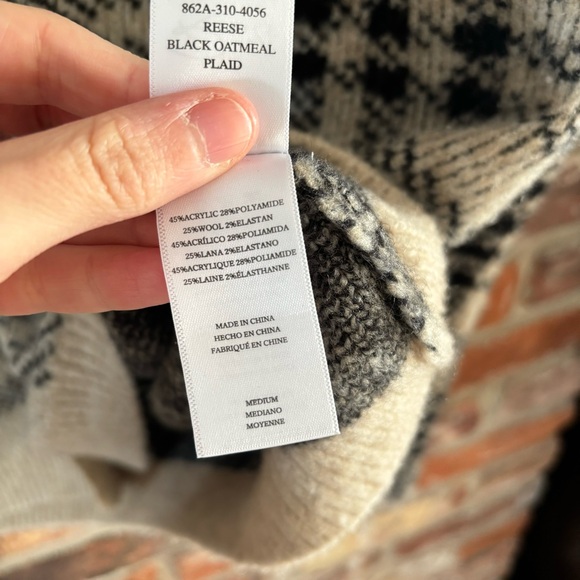 862A-310-4056
REESE
BLACK OATMEAL
PLAID
45%ACRYLIC 28%POLYAMIDE
25%WOOL 2%ELASTAN
45%ACRÍLICO 28%POLIAMIDA
25%LANA 2%ELASTANO
45%ACRYLIQUE 28%POLIAMIDE
25%LAINE 2%ÉLASTHANNE
MADE IN CHINA
HECHO EN CHINA
FABRIQUÉ EN CHINE
MEDIUM
MEDIANO
MOYENNE